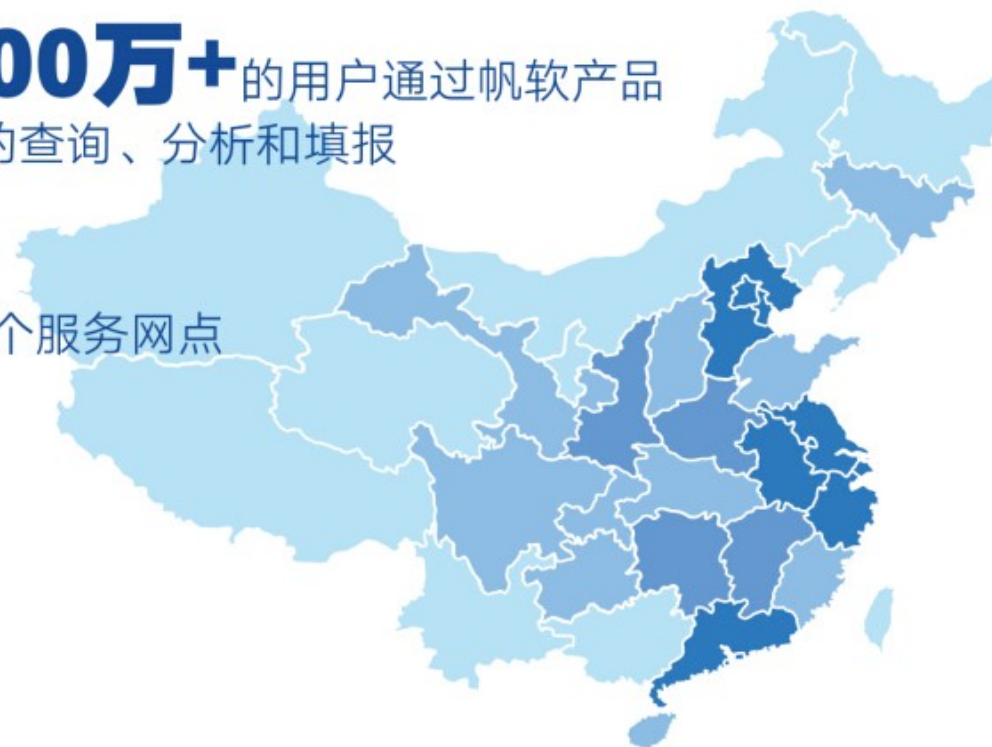 00万+的用户通过帆软产品
的查询、分析和填报
个服务网点